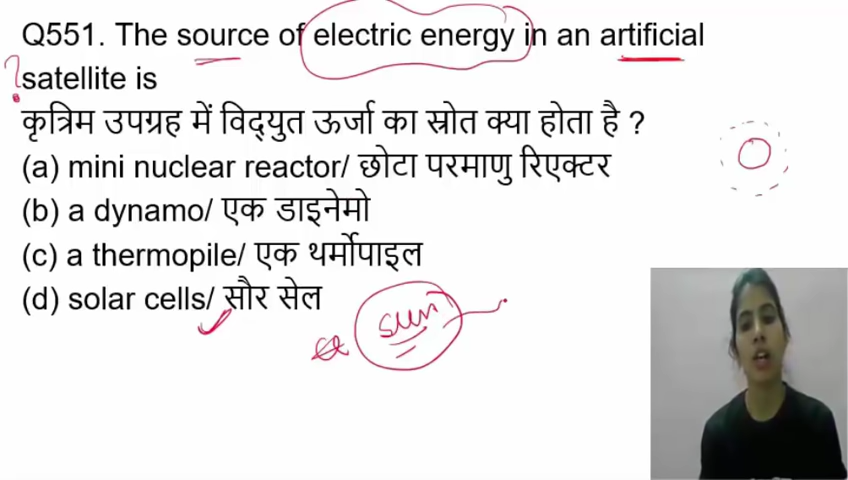 Q551. The source of electric energy in an artificial
satellite is
कृत्रिम उपग्रह में विद्युत ऊर्जा का स्रोत क्या होता है ?
(a) mini nuclear reactor/ छोटा परमाणु रिएक्टर
(b) a dynamo/ एक डाइनेमो
(c) a thermopile/ एक थर्मोपाइल
(d) solar cells/ सौर सेल
sun